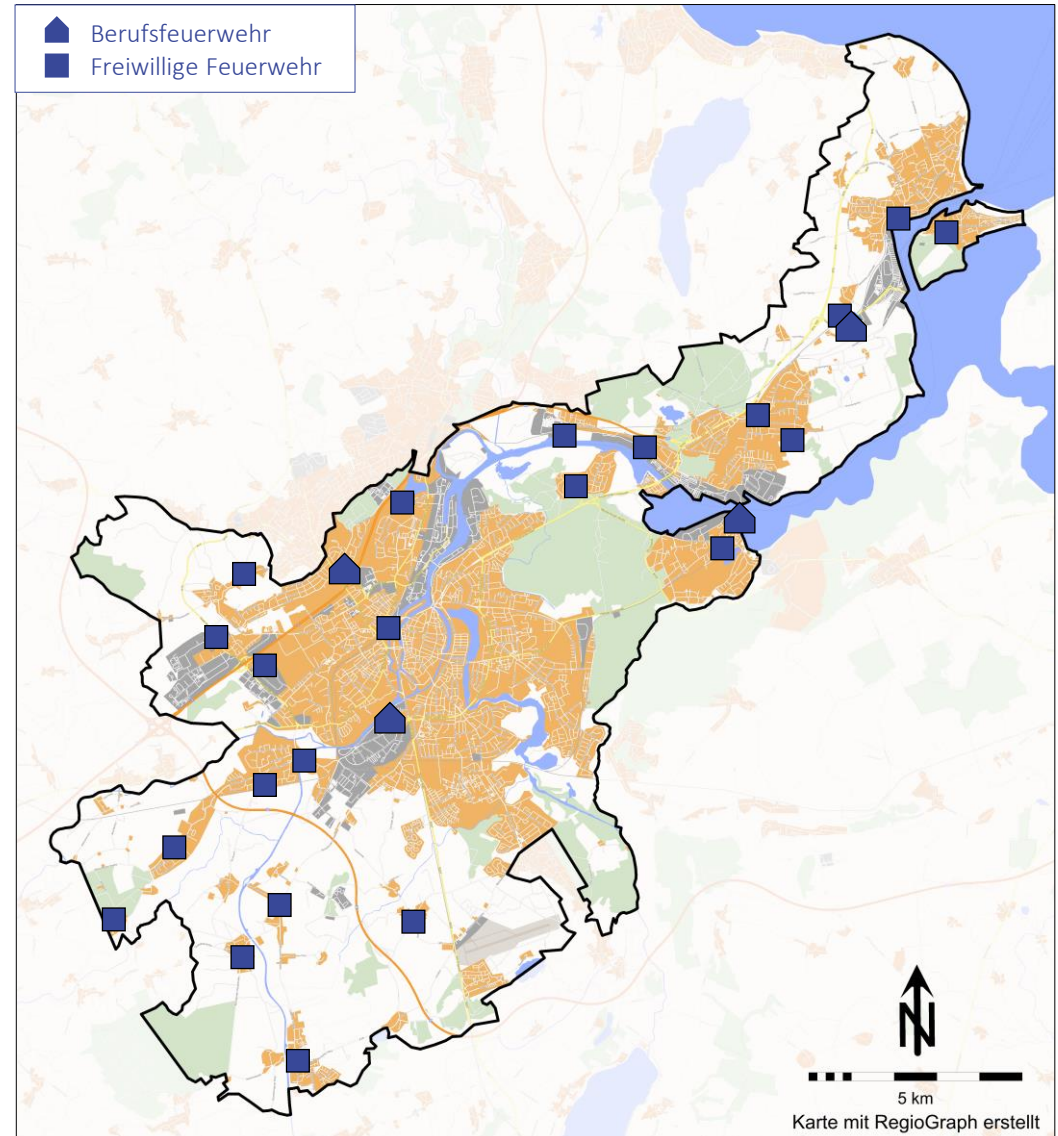 Berufsfeuerwehr
Freiwillige Feuerwehr
N
5 km
Karte mit RegioGraph erstellt